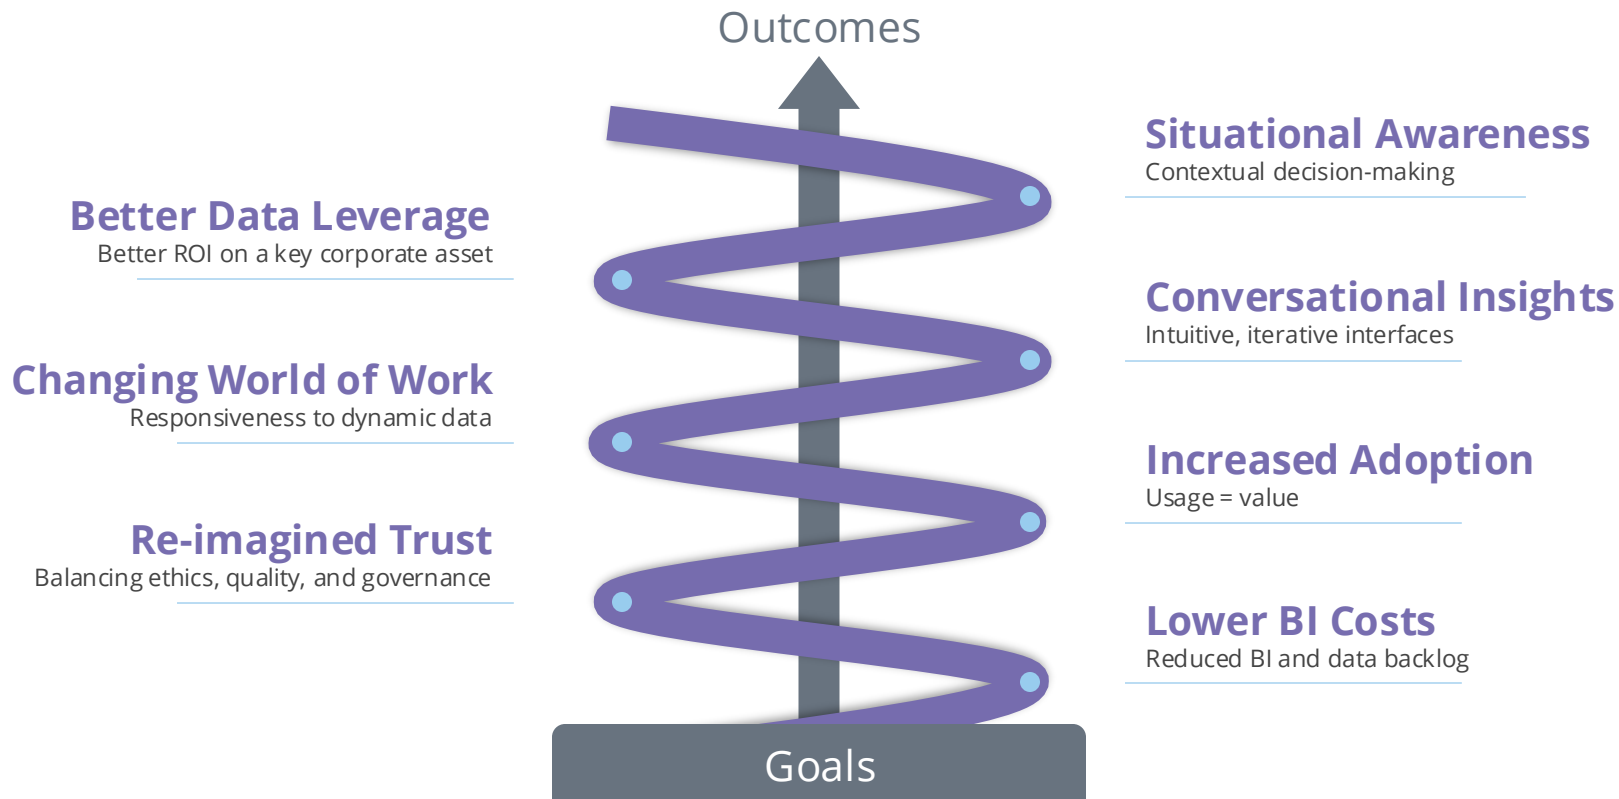 Outcomes
Situational Awareness
Contextual decision-making
Better Data Leverage
Better ROI on a key corporate asset
Conversational Insights
Intuitive, iterative interfaces
Changing World of Work
Responsiveness to dynamic data
Increased Adoption
Usage = value
Re-imagined Trust
Balancing ethics, quality, and governance
Lower BI Costs
Reduced BI and data backlog
Goals